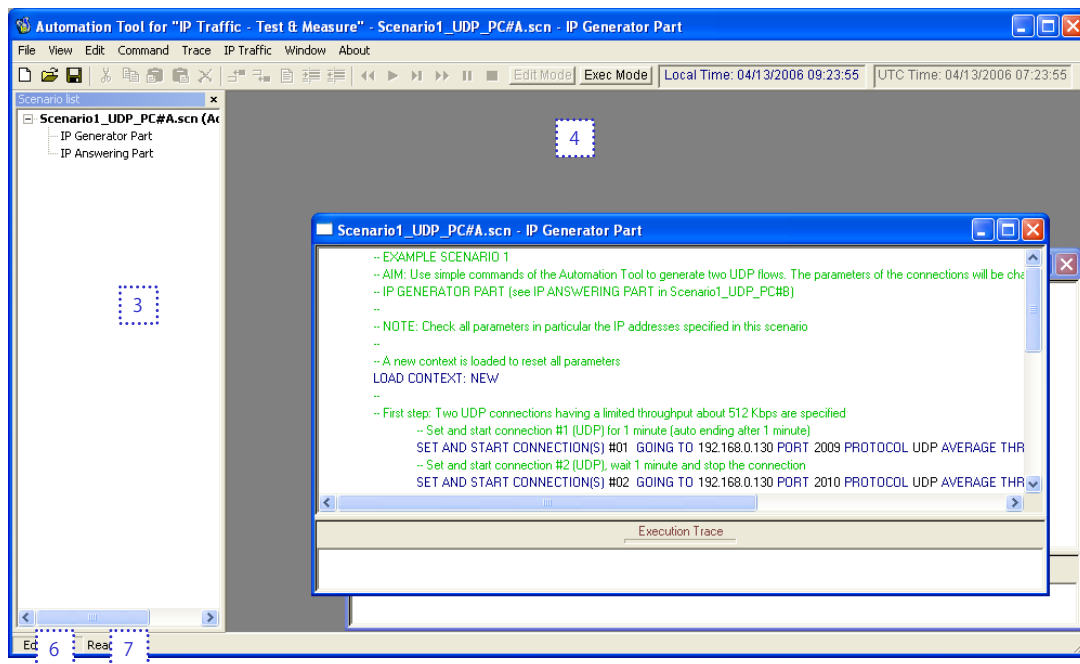 Automation Tool for "IP Traffic - Test & Measure" - Scenario1_UDP_PC#A.scn - IP Generator Part
File View Edit Command Trace IP Traffic Window About
Edit Mode Exec Mode Local Time: 04/13/2006 09:23:55 UTC Time: 04/13/2006 07:23:55
Scenario list
Scenario1_UDP_PC#A.scn (Ac
IP Generator Part
IP Answering Part
3
4
Scenario1_UDP_PC#A.scn - IP Generator Part
-- EXAMPLE SCENARIO 1
-- AIM: Use simple commands of the Automation Tool to generate two UDP flows. The parameters of the connections will be cha
-- IP GENERATOR PART (see IP ANSWERING PART in Scenario1_UDP_PC#B)
--
-- NOTE: Check all parameters in particular the IP addresses specified in this scenario
--
-- A new context is loaded to reset all parameters
LOAD CONTEXT: NEW
--
-- First step: Two UDP connections having a limited throughput about 512 Kbps are specified
-- Set and start connection #1 (UDP) for 1 minute (auto ending after 1 minute)
SET AND START CONNECTION(S) #01 GOING TO 192.168.0.130 PORT 2009 PROTOCOL UDP AVERAGE THR
-- Set and start connection #2 (UDP), wait 1 minute and stop the connection
SET AND START CONNECTION(S) #02 GOING TO 192.168.0.130 PORT 2010 PROTOCOL UDP AVERAGE THR
Execution Trace
Ed 6 Read 7